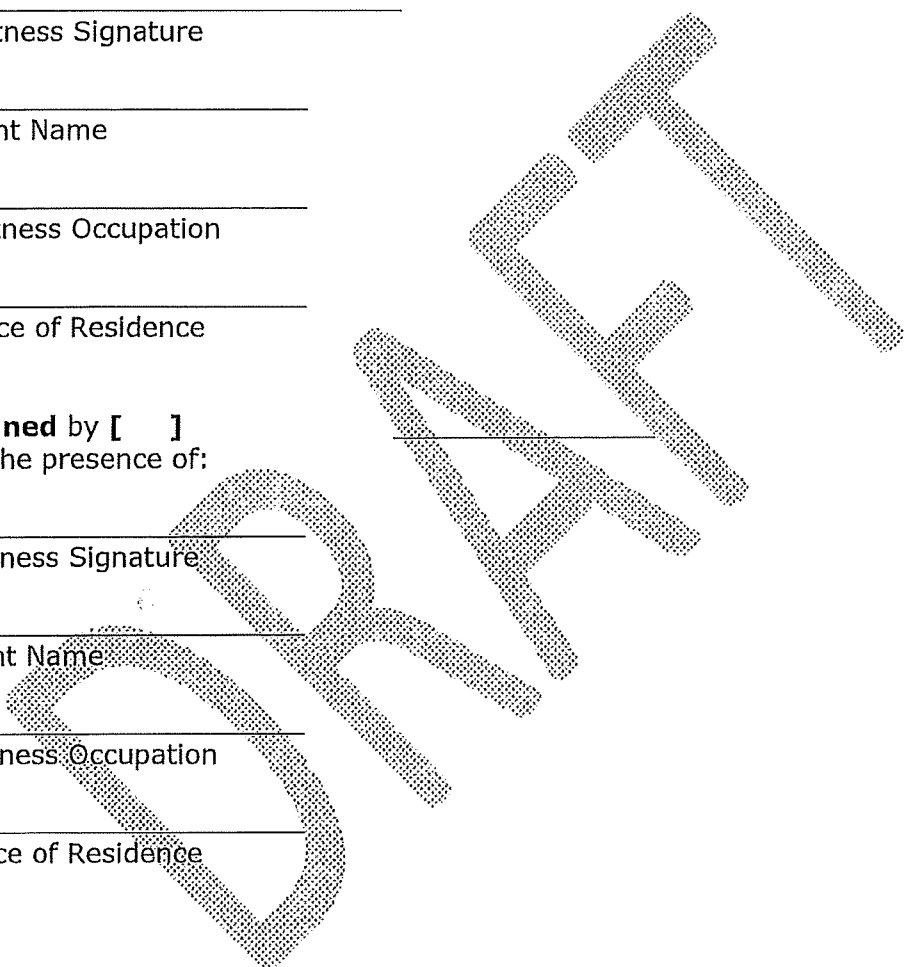 tness Signature
nt Name
tness Occupation
ce of Residence
ned by [ ]
he presence of:
ness Signature
nt Name
ness Occupation
ce of Residence
DRAFT